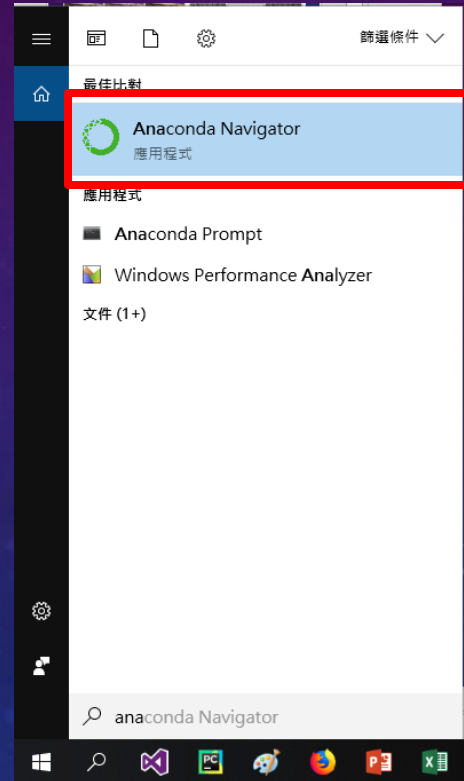 篩選條件
最佳比對
Anaconda Navigator
應用程式
應用程式
Anaconda Prompt
Windows Performance Analyzer
文件 (1+)
anaconda Navigator
PC
P
X